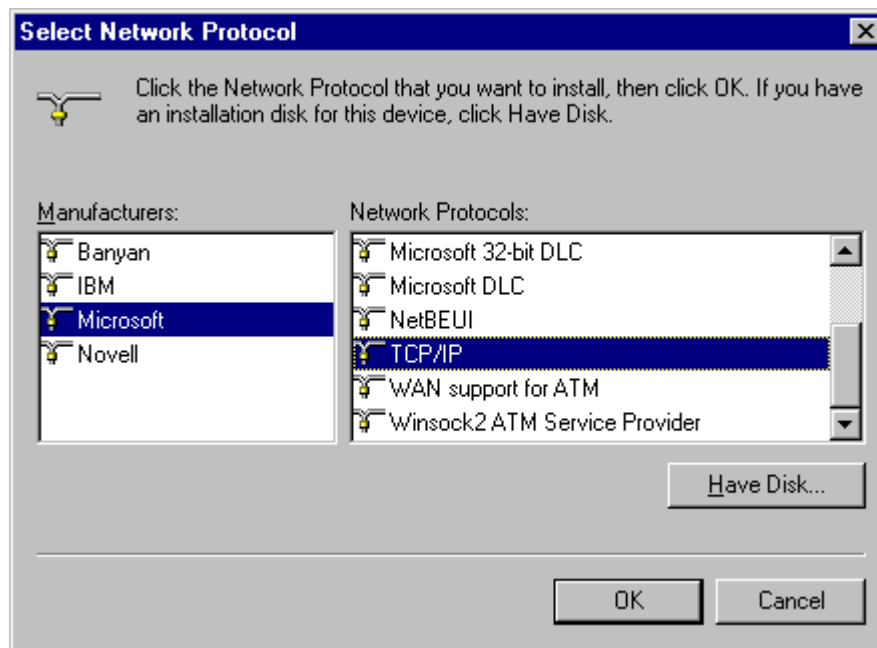 Select Network Protocol
Click the Network Protocol that you want to install, then click OK. If you have
an installation disk for this device, click Have Disk.
Manufacturers:
Banyan
IBM
Microsoft
Novell
Network Protocols:
Microsoft 32-bit DLC
Microsoft DLC
NetBEUI
TCP/IP
WAN support for ATM
Winsock2 ATM Service Provider
Have Disk...
OK
Cancel